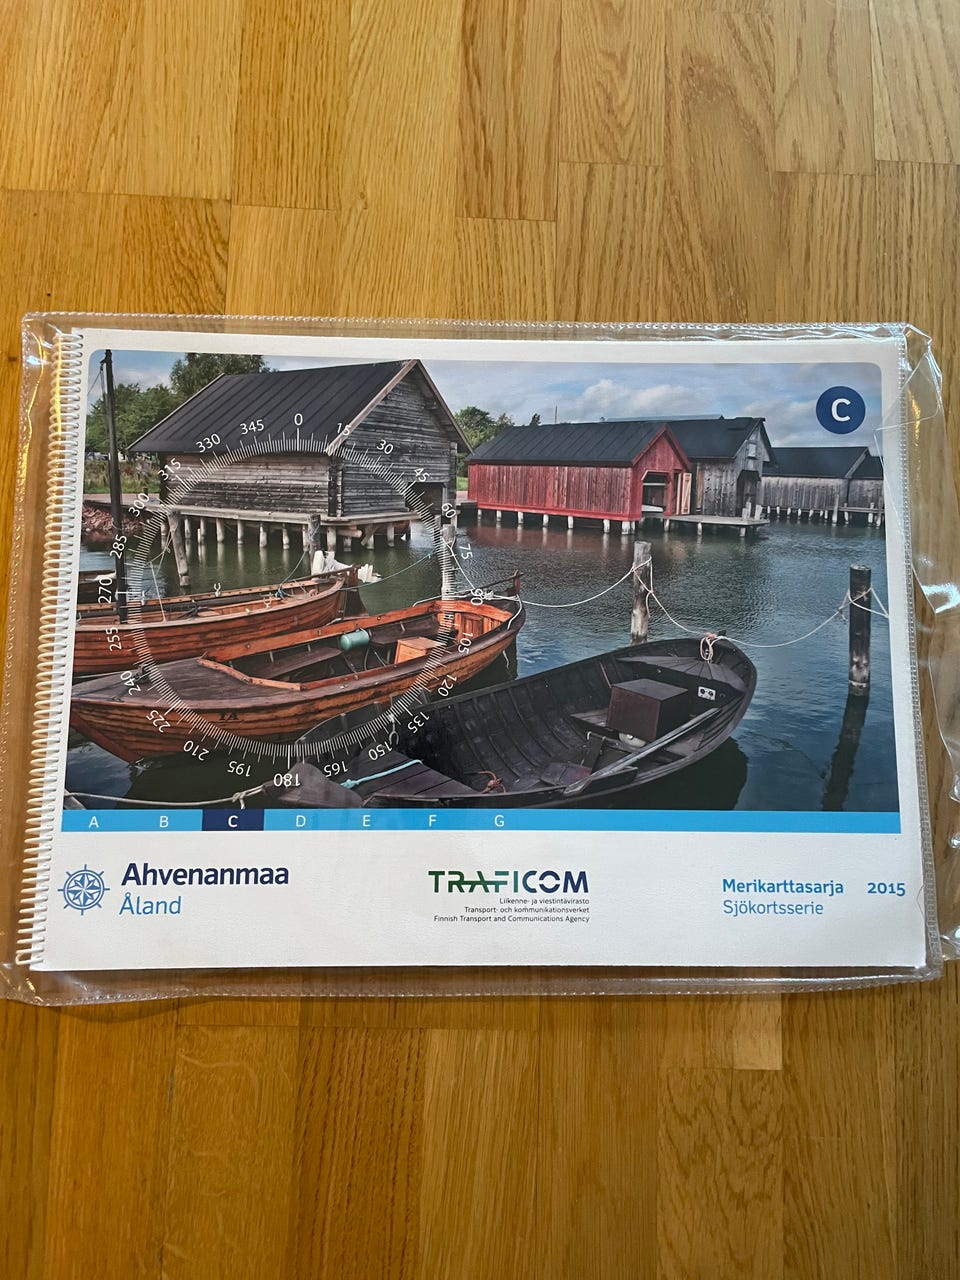 C
0
15
30
45
60
75
90
105
120
135
150
165
180
195
210
225
240
255
270
285
300
315
330
345
A B C D E F G
Ahvenanmaa
Åland
TRAFICOM
Liikenne- ja viestintävirasto
Transport- och kommunikationsverket
Finnish Transport and Communications Agency
Merikarttasarja 2015
Sjökortsserie